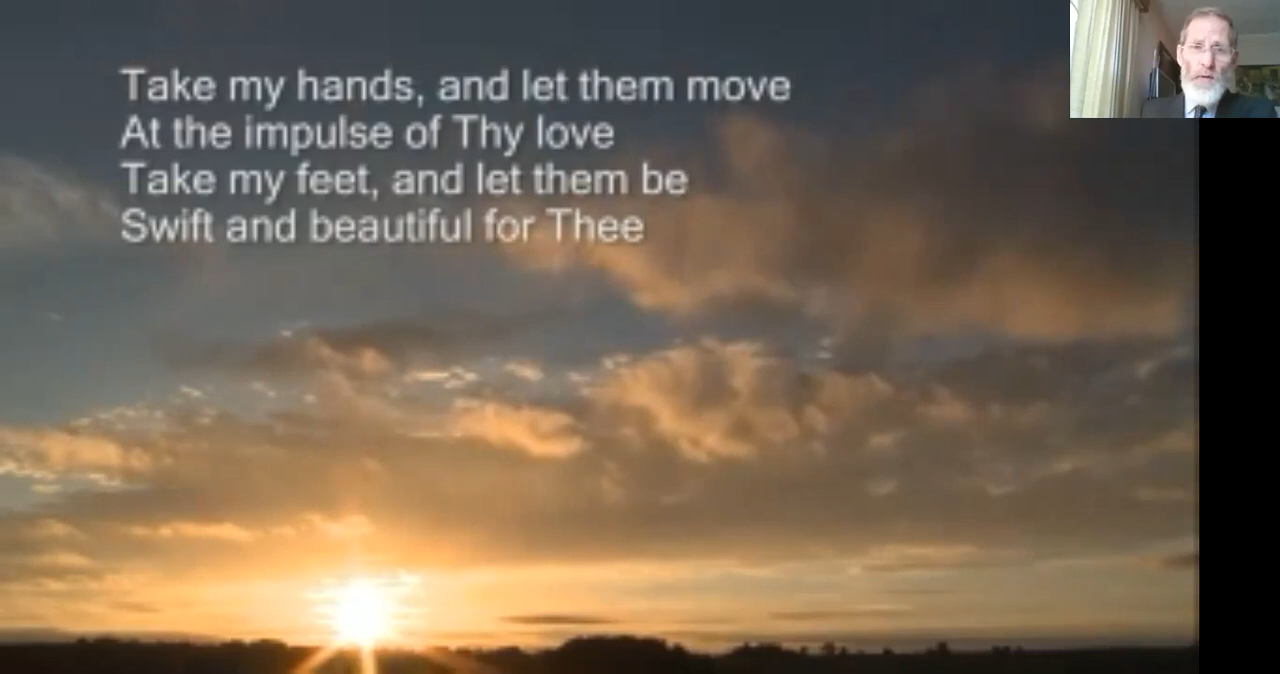 Take my hands, and let them move
At the impulse of Thy love
Take my feet, and let them be
Swift and beautiful for Thee